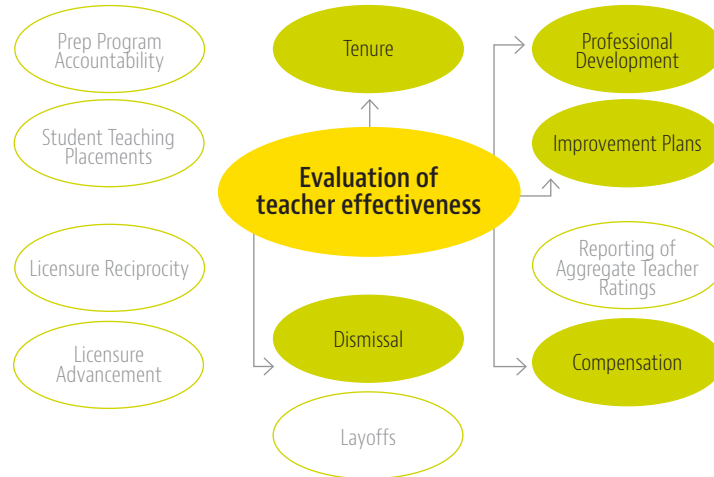 Prep Program
Accountability
Student Teaching
Placements
Licensure Reciprocity
Licensure
Advancement
Tenure
Evaluation of
teacher effectiveness
Dismissal
Layoffs
Professional
Development
Improvement Plans
Reporting of
Aggregate Teacher
Ratings
Compensation